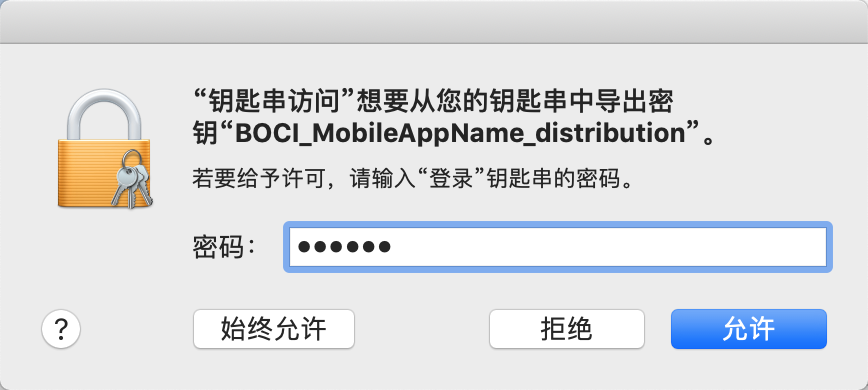 “钥匙串访问”想要从您的钥匙串中导出密
钥“BOCI_MobileAppName_distribution”。
若要给予许可，请输入“登录”钥匙串的密码。
密码：
••••••
?
始终允许
拒绝
允许